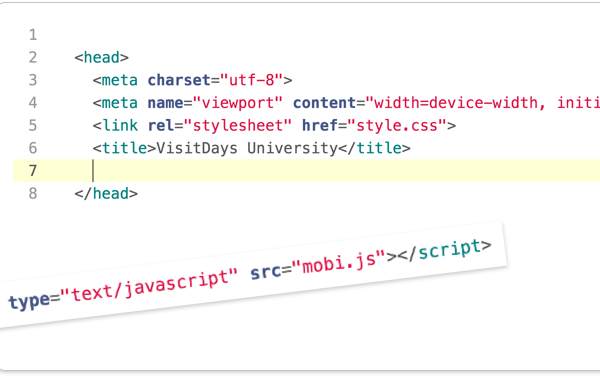 1
2 <head>
3 <meta charset="utf-8">
4 <meta name="viewport" content="width=device-width,
5 <link rel="stylesheet" href="style.css">
6 <title>VisitDays University</title>
7
8 </head>
type="text/javascript" src="mobi.js"></script>